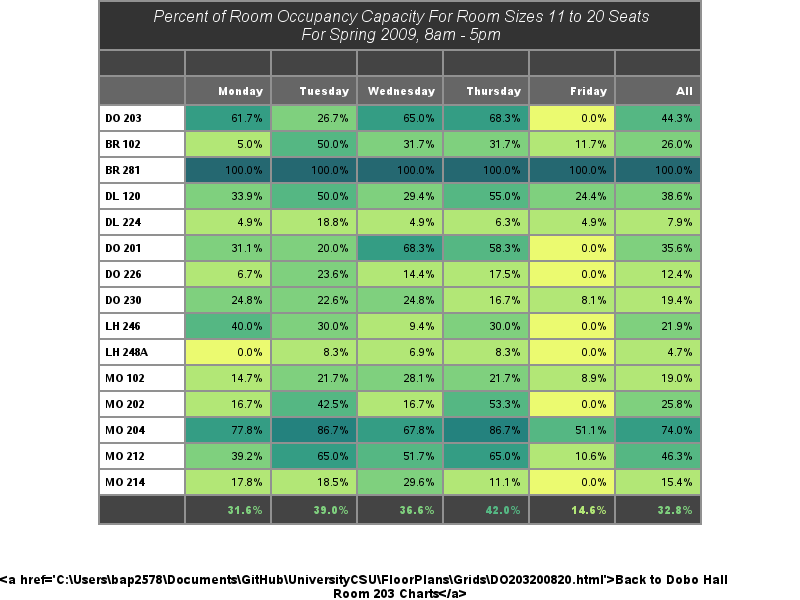 Percent of Room Occupancy Capacity For Room Sizes 11 to 20 Seats
For Spring 2009, 8am - 5pm
Monday Tuesday Wednesday Thursday Friday All
DO 203 61.7% 26.7% 65.0% 68.3% 0.0% 44.3%
BR 102 5.0% 50.0% 31.7% 31.7% 11.7% 26.0%
BR 281 100.0% 100.0% 100.0% 100.0% 100.0% 100.0%
DL 120 33.9% 50.0% 29.4% 55.0% 24.4% 38.6%
DL 224 4.9% 18.8% 4.9% 6.3% 4.9% 7.9%
DO 201 31.1% 20.0% 68.3% 58.3% 0.0% 35.6%
DO 226 6.7% 23.6% 14.4% 17.5% 0.0% 12.4%
DO 230 24.8% 22.6% 24.8% 16.7% 8.1% 19.4%
LH 246 40.0% 30.0% 9.4% 30.0% 0.0% 21.9%
LH 248A 0.0% 8.3% 6.9% 8.3% 0.0% 4.7%
MO 102 14.7% 21.7% 28.1% 21.7% 8.9% 19.0%
MO 202 16.7% 42.5% 16.7% 53.3% 0.0% 25.8%
MO 204 77.8% 86.7% 67.8% 86.7% 51.1% 74.0%
MO 212 39.2% 65.0% 51.7% 65.0% 10.6% 46.3%
MO 214 17.8% 18.5% 29.6% 11.1% 0.0% 15.4%
31.6% 39.0% 36.6% 42.0% 14.6% 32.8%
<a href='C:\Users\bap2578\Documents\GitHub\UniversityCSU\FloorPlans\Grids\DO203200820.html'>Back to Dobo Hall
Room 203 Charts</a>